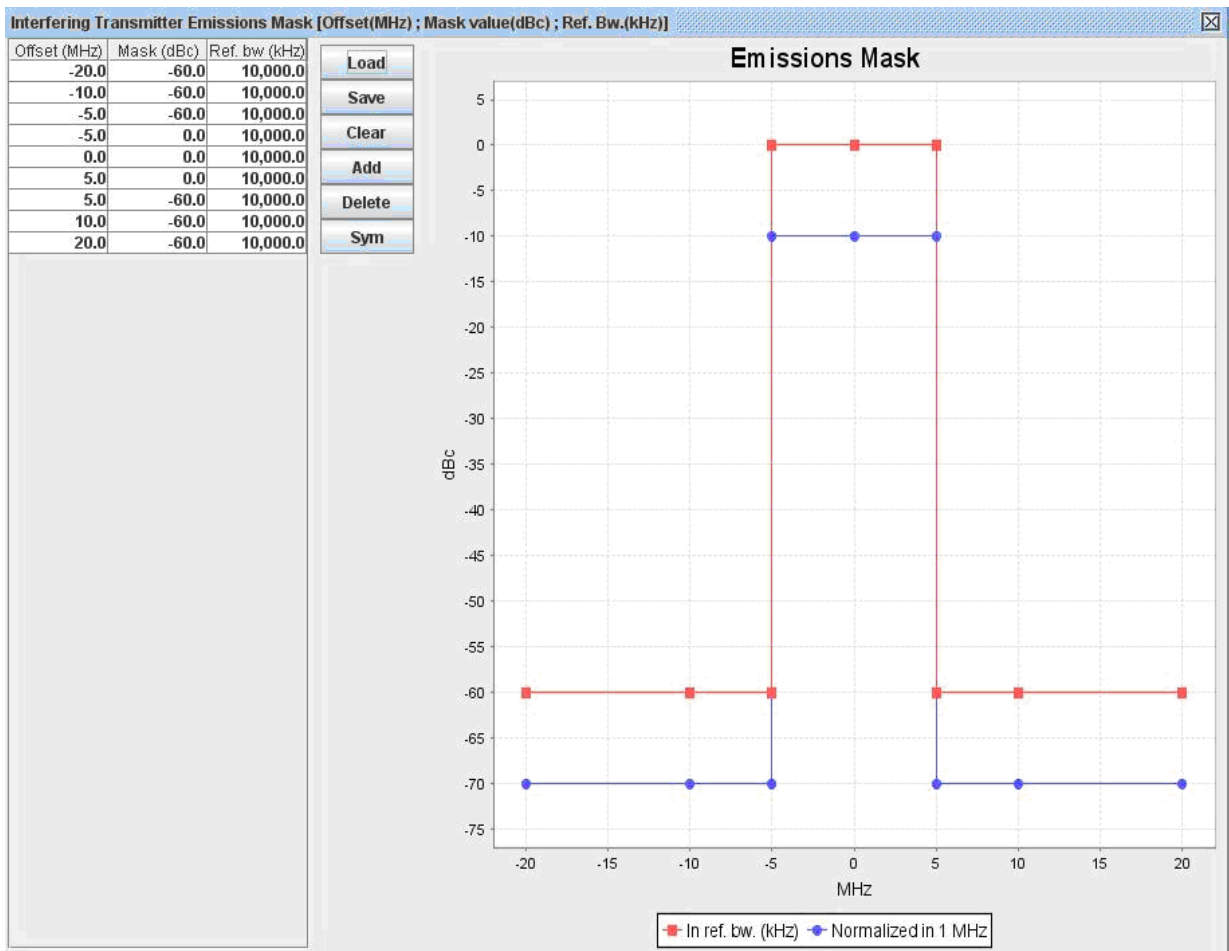 Interfering Transmitter Emissions Mask [Offset(MHz) ; Mask value(dBc) ; Ref. Bw.(kHz)]
Offset (MHz) Mask (dBc) Ref. bw (kHz)
-20.0 -60.0 10,000.0
-10.0 -60.0 10,000.0
-5.0 -60.0 10,000.0
-5.0 0.0 10,000.0
0.0 0.0 10,000.0
5.0 0.0 10,000.0
5.0 -60.0 10,000.0
10.0 -60.0 10,000.0
20.0 -60.0 10,000.0
Load
Save
Clear
Add
Delete
Sym
Emissions Mask
dBc
5
0
-5
-10
-15
-20
-25
-30
-35
-40
-45
-50
-55
-60
-65
-70
-75
-20 -15 -10 -5 0 5 10 15 20
MHz
In ref. bw. (kHz) Normalized in 1 MHz